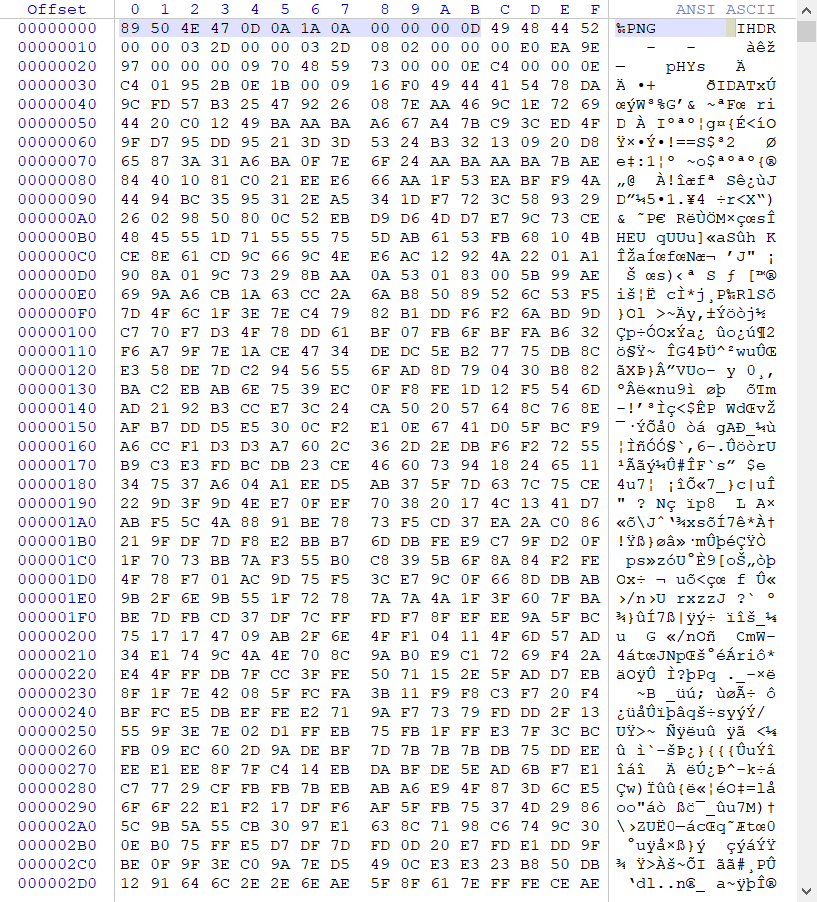 Offset 0 1 2 3 4 5 6 7 8 9 A B C D E F ANSI ASCII
00000000 89 50 4E 47 0D 0A 1A 0A 00 00 00 0D 49 48 44 52 ‰PNG IHDR
00000010 00 00 03 2D 00 00 03 2D 08 02 00 00 00 E0 EA 9E - - àêž
00000020 97 00 00 00 09 70 48 59 73 00 00 0E C4 00 00 0E — pHYs Ä
00000030 C4 01 95 2B 0E 1B 00 09 16 F0 49 44 41 54 78 DA Ä •+ ðIDATxÚ
00000040 9C FD 57 B3 25 47 92 26 08 7E AA 46 9C 1E 72 69 œýW³%G’& ~ªFœ ri
00000050 44 20 C0 12 49 BA AA BA A6 67 A4 7B C9 3C ED 4F D À Iºªº¦g¤{É<íO
00000060 9F D7 95 DD 95 21 3D 3D 53 24 B3 32 13 09 20 D8 Ÿ×•Ý•!==S$³2 Ø
00000070 65 87 3A 31 A6 BA 0F 7E 6F 24 AA BA AA BA 7B AE e‡:1¦º ~o$ªºªº{®
00000080 84 40 10 81 C0 21 EE E6 66 AA 1F 53 EA BF F9 4A „@ À!îæfª Sê¿ùJ
00000090 44 94 BC 35 95 31 2E A5 34 1D F7 72 3C 58 93 29 D”¼5•1.¥4 ÷r<X“)
000000A0 26 02 98 50 80 0C 52 EB D9 D6 4D D7 E7 9C 73 CE & ˜P€ RëÙÖM×çœsÎ
000000B0 48 45 55 1D 71 55 55 75 5D AB 61 53 FB 68 10 4B HEU qUUu]«aSûh K
000000C0 CE 8E 61 CD 9C 66 9C 4E E6 AC 12 92 4A 22 01 A1 ÎŽaÍœfœNæ¬ ’J" ¡
000000D0 90 8A 01 9C 73 29 8B AA 0A 53 01 83 00 5B 99 AE Š œs)‹ª S ƒ [™®
000000E0 69 9A A6 CB 1A 63 CC 2A 6A B8 50 89 52 6C 53 F5 iš¦Ë cÌ*j¸P‰RlSõ
000000F0 7D 4F 6C 1F 3E 7E C4 79 82 B1 DD F6 F2 6A BD 9D }Ol >~Äy‚±Ýöòj½
00000100 C7 70 F7 D3 4F 78 DD 61 BF 07 FB 6F BF FA B6 32 Çp÷ÓOxÝa¿ ûo¿ú¶2
00000110 F6 A7 9F 7E 1A CE 47 34 DE DC 5E B2 77 75 DB 8C ö§Ÿ~ ÎG4ÞÜ^²wuÛŒ
00000120 E3 58 DE 7D C2 94 56 55 6F AD 8D 79 04 30 B8 82 ãXÞ}Â”VUo- y 0¸‚
00000130 BA C2 EB AB 6E 75 39 EC 0F F8 FE 1D 12 F5 54 6D ºÂë«nu9ì øþ õTm
00000140 AD 21 92 B3 CC E7 3C 24 CA 50 20 57 64 8C 76 8E -!’³Ìç<$ÊP WdŒvŽ
00000150 AF B7 DD D5 E5 30 0C F2 E1 0E 67 41 D0 5F BC F9 ¯·ÝÕå0 òá gAÐ_¼ù
00000160 A6 CC F1 D3 D3 A7 60 2C 36 2D 2E DB F6 F2 72 55 ¦ÌñÓÓ§`,6-.ÛöòrU
00000170 B9 C3 E3 FD BC DB 23 CE 46 60 73 94 18 24 65 11 ¹Ããý¼Û#ÎF`s” $e
00000180 34 75 37 A6 04 A1 EE D5 AB 37 5F 7D 63 7C 75 CE 4u7¦ ¡îÕ«7_}c|uÎ
00000190 22 9D 3F 9D 4E E7 0F EF 70 38 20 17 4C 13 41 D7 " ? Nç ïp8 L A×
000001A0 AB F5 5C 4A 88 91 BE 78 73 F5 CD 37 EA 2A C0 86 «õ\Jˆ‘¾xsõÍ7ê*À†
000001B0 21 9F DF 7D F8 E2 BB B7 6D DB FE E9 C7 9F D2 0F !Ÿß}øâ»·mÛþéÇŸÒ
000001C0 1F 70 73 BB 7A F3 55 B0 C8 39 5B 6F 8A 84 F2 FE ps»zóU°È9[oŠ„òþ
000001D0 4F 78 F7 01 AC 9D 75 F5 3C E7 9C 0F 66 8D DB AB Ox÷ ¬ uõ<çœ f Û«
000001E0 9B 2F 6E 9B 55 1F 72 78 7A 7A 4A 1F 3F 60 7F BA ›/n›U rxzzJ ?` º
000001F0 BE 7D FB CD 37 DF 7C FF FD F7 8F EF EE 9A 5F BC ¾}ûÍ7ß|ÿý÷ ïîš_¼
00000200 75 17 17 47 09 AB 2F 6E 4F F1 04 11 4F 6D 57 AD u G «/nOñ OmW-
00000210 34 E1 74 9C 4A 4E 70 8C 9A B0 E9 C1 72 69 F4 2A 4átœJNpŒš°éÁriô*
00000220 E4 4F FF DB 7F CC 3F FE 50 71 15 2E 5F AD D7 EB äOÿÛ Ì?þPq ._-×ë
00000230 8F 1F 7E 42 08 5F FC FA 3B 11 F9 F8 C3 F7 20 F4 ~B _üú; ùøÃ÷ ô
00000240 BF FC E5 DB EF FE E2 71 9A F7 73 79 FD DD 2F 13 ¿üåÛïþâqš÷syýÝ/
00000250 55 9F 3E 7E 02 D1 FF EB 75 FB 1F FF E3 7F 3C BC UŸ>~ Ñÿëuû ÿã <¼
00000260 FB 09 EC 60 2D 9A DE BF 7D 7B 7B 7B DB 75 DD EE û ì`-šÞ¿}{{{ÛuÝî
00000270 EE E1 EE 8F 7F C4 14 EB DA BF DE 5E AD 6B F7 E1 îáî Ä ëÚ¿Þ^-k÷á
00000280 C7 77 29 CF FB FB 7B EB AB A6 E9 4F 87 3D 6C E5 Çw)Ïûû{ë«¦éO‡=lå
00000290 6F 6F 22 E1 F2 17 DF F6 AF 5F FB 75 37 4D 29 86 oo"áò ßö¯_ûu7M)†
000002A0 5C 9B 5A 55 CB 30 97 E1 63 8C 71 98 C6 74 9C 30 \›ZUË0—ácŒq˜Ætœ0
000002B0 0E B0 75 FF E5 D7 DF 7D FD 0D 20 E7 FD E1 DD 9F °uÿå×ß}ý çýáÝŸ
000002C0 BE 0F 9F 3E C0 9A 7E D5 49 0C E3 E3 23 B8 50 DB ¾ Ÿ>Àš~ÕI ãã#¸PÛ
000002D0 12 91 64 6C 2E 2E 6E AE 5F 8F 61 7E FF FE CE AE ‘dl..n®_ a~ÿþÎ®